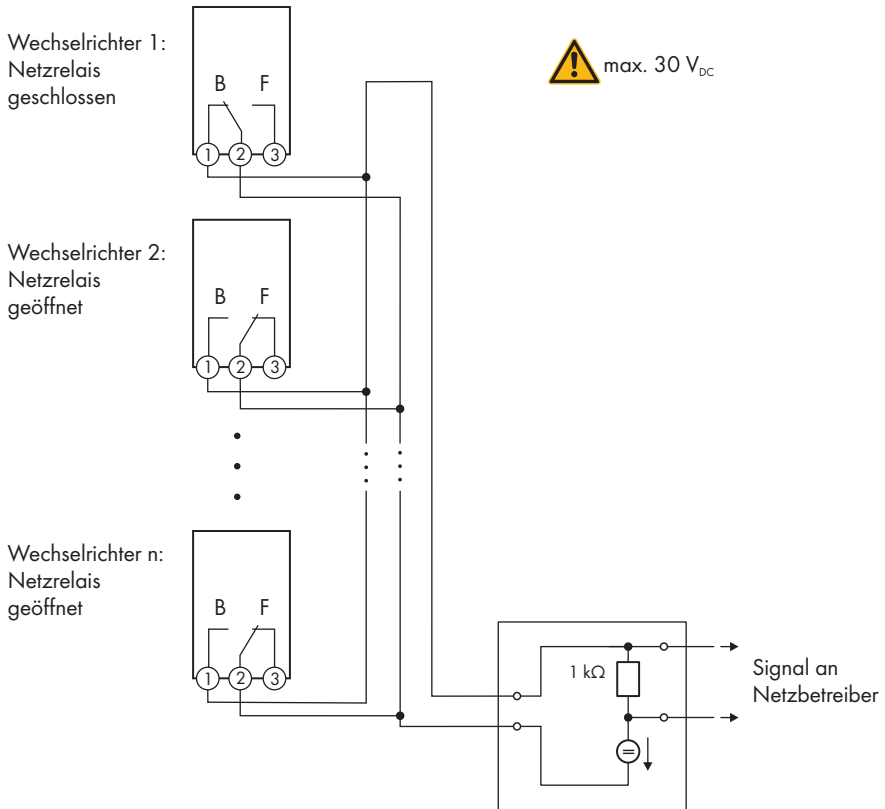 Wechselrichter 1:
Netzrelais
geschlossen
B F
1 2 3
max. 30 V_DC
Wechselrichter 2:
Netzrelais
geöffnet
B F
1 2 3
Wechselrichter n:
Netzrelais
geöffnet
B F
1 2 3
1 kΩ
Signal an
Netzbetreiber